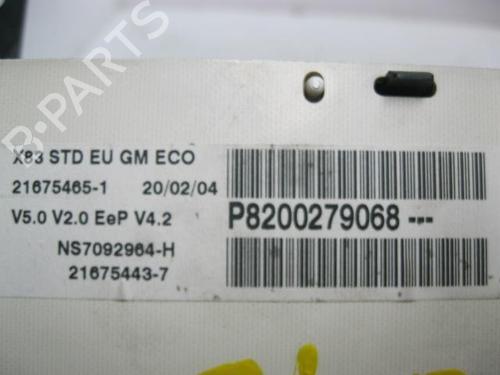 B-PARTS
X83 STD EU GM ECO
21675465-1 20/02/04
V5.0 V2.0 EeP V4.2
P8200279068---
NS7092964-H
21675443-7